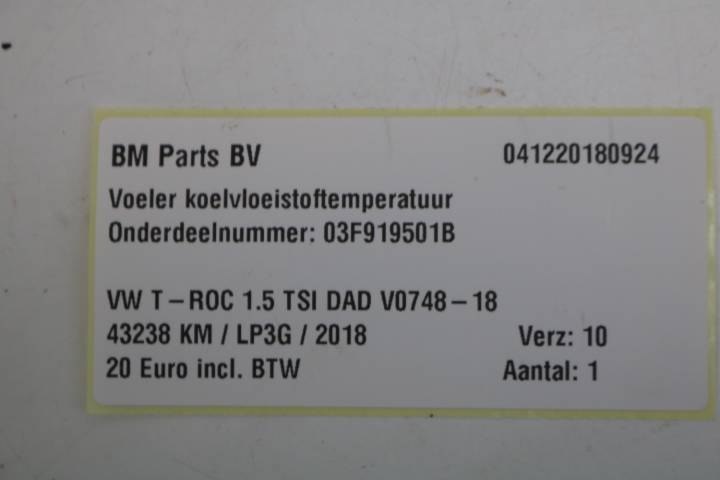 BM Parts BV 041220180924
Voeler koelvloeistoftemperatuur
Onderdeelnummer: 03F919501B
VW T-ROC 1.5 TSI DAD V0748-18
43238 KM / LP3G / 2018 Verz: 10
20 Euro incl. BTW Aantal: 1